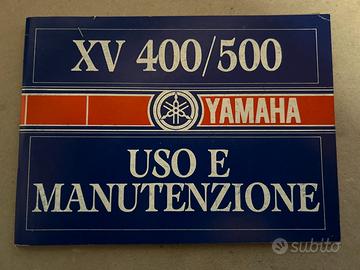 XV 400/500
YAMAHA
USO E
MANUTENZIONE
subito